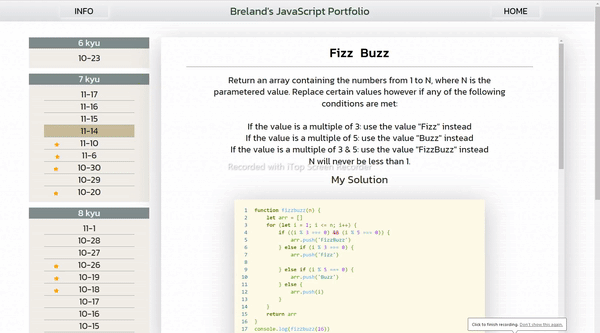 INFO
Breland's JavaScript Portfolio
HOME
6 kyu
10-23
7 kyu
11-17
11-16
11-15
11-14
11-10
11-6
10-30
10-29
10-20
8 kyu
11-1
10-28
10-27
10-26
10-19
10-18
10-17
10-16
10-15
Fizz Buzz
Return an array containing the numbers from 1 to N, where N is the
parametered value. Replace certain values however if any of the following
conditions are met:
If the value is a multiple of 3: use the value "Fizz" instead
If the value is a multiple of 5: use the value "Buzz" instead
If the value is a multiple of 3 & 5: use the value "FizzBuzz" instead
N will never be less than 1.
Recorded with iTop Screen Recorder
My Solution
1 function fizzbuzz(n) {
2 let arr = []
3 for (let i = 1; i <= n; i++) {
4 if ((i % 3 === 0) && (i % 5 === 0)) {
5 arr.push('FizzBuzz')
6 } else if (i % 3 === 0) {
7 arr.push('Fizz')
8
9 } else if (i % 5 === 0) {
10 arr.push('Buzz')
11 } else {
12 arr.push(i)
13 }
14 }
15 return arr
16 }
17 console.log(fizzbuzz(16))
Click to finish recording. Don't show this again.